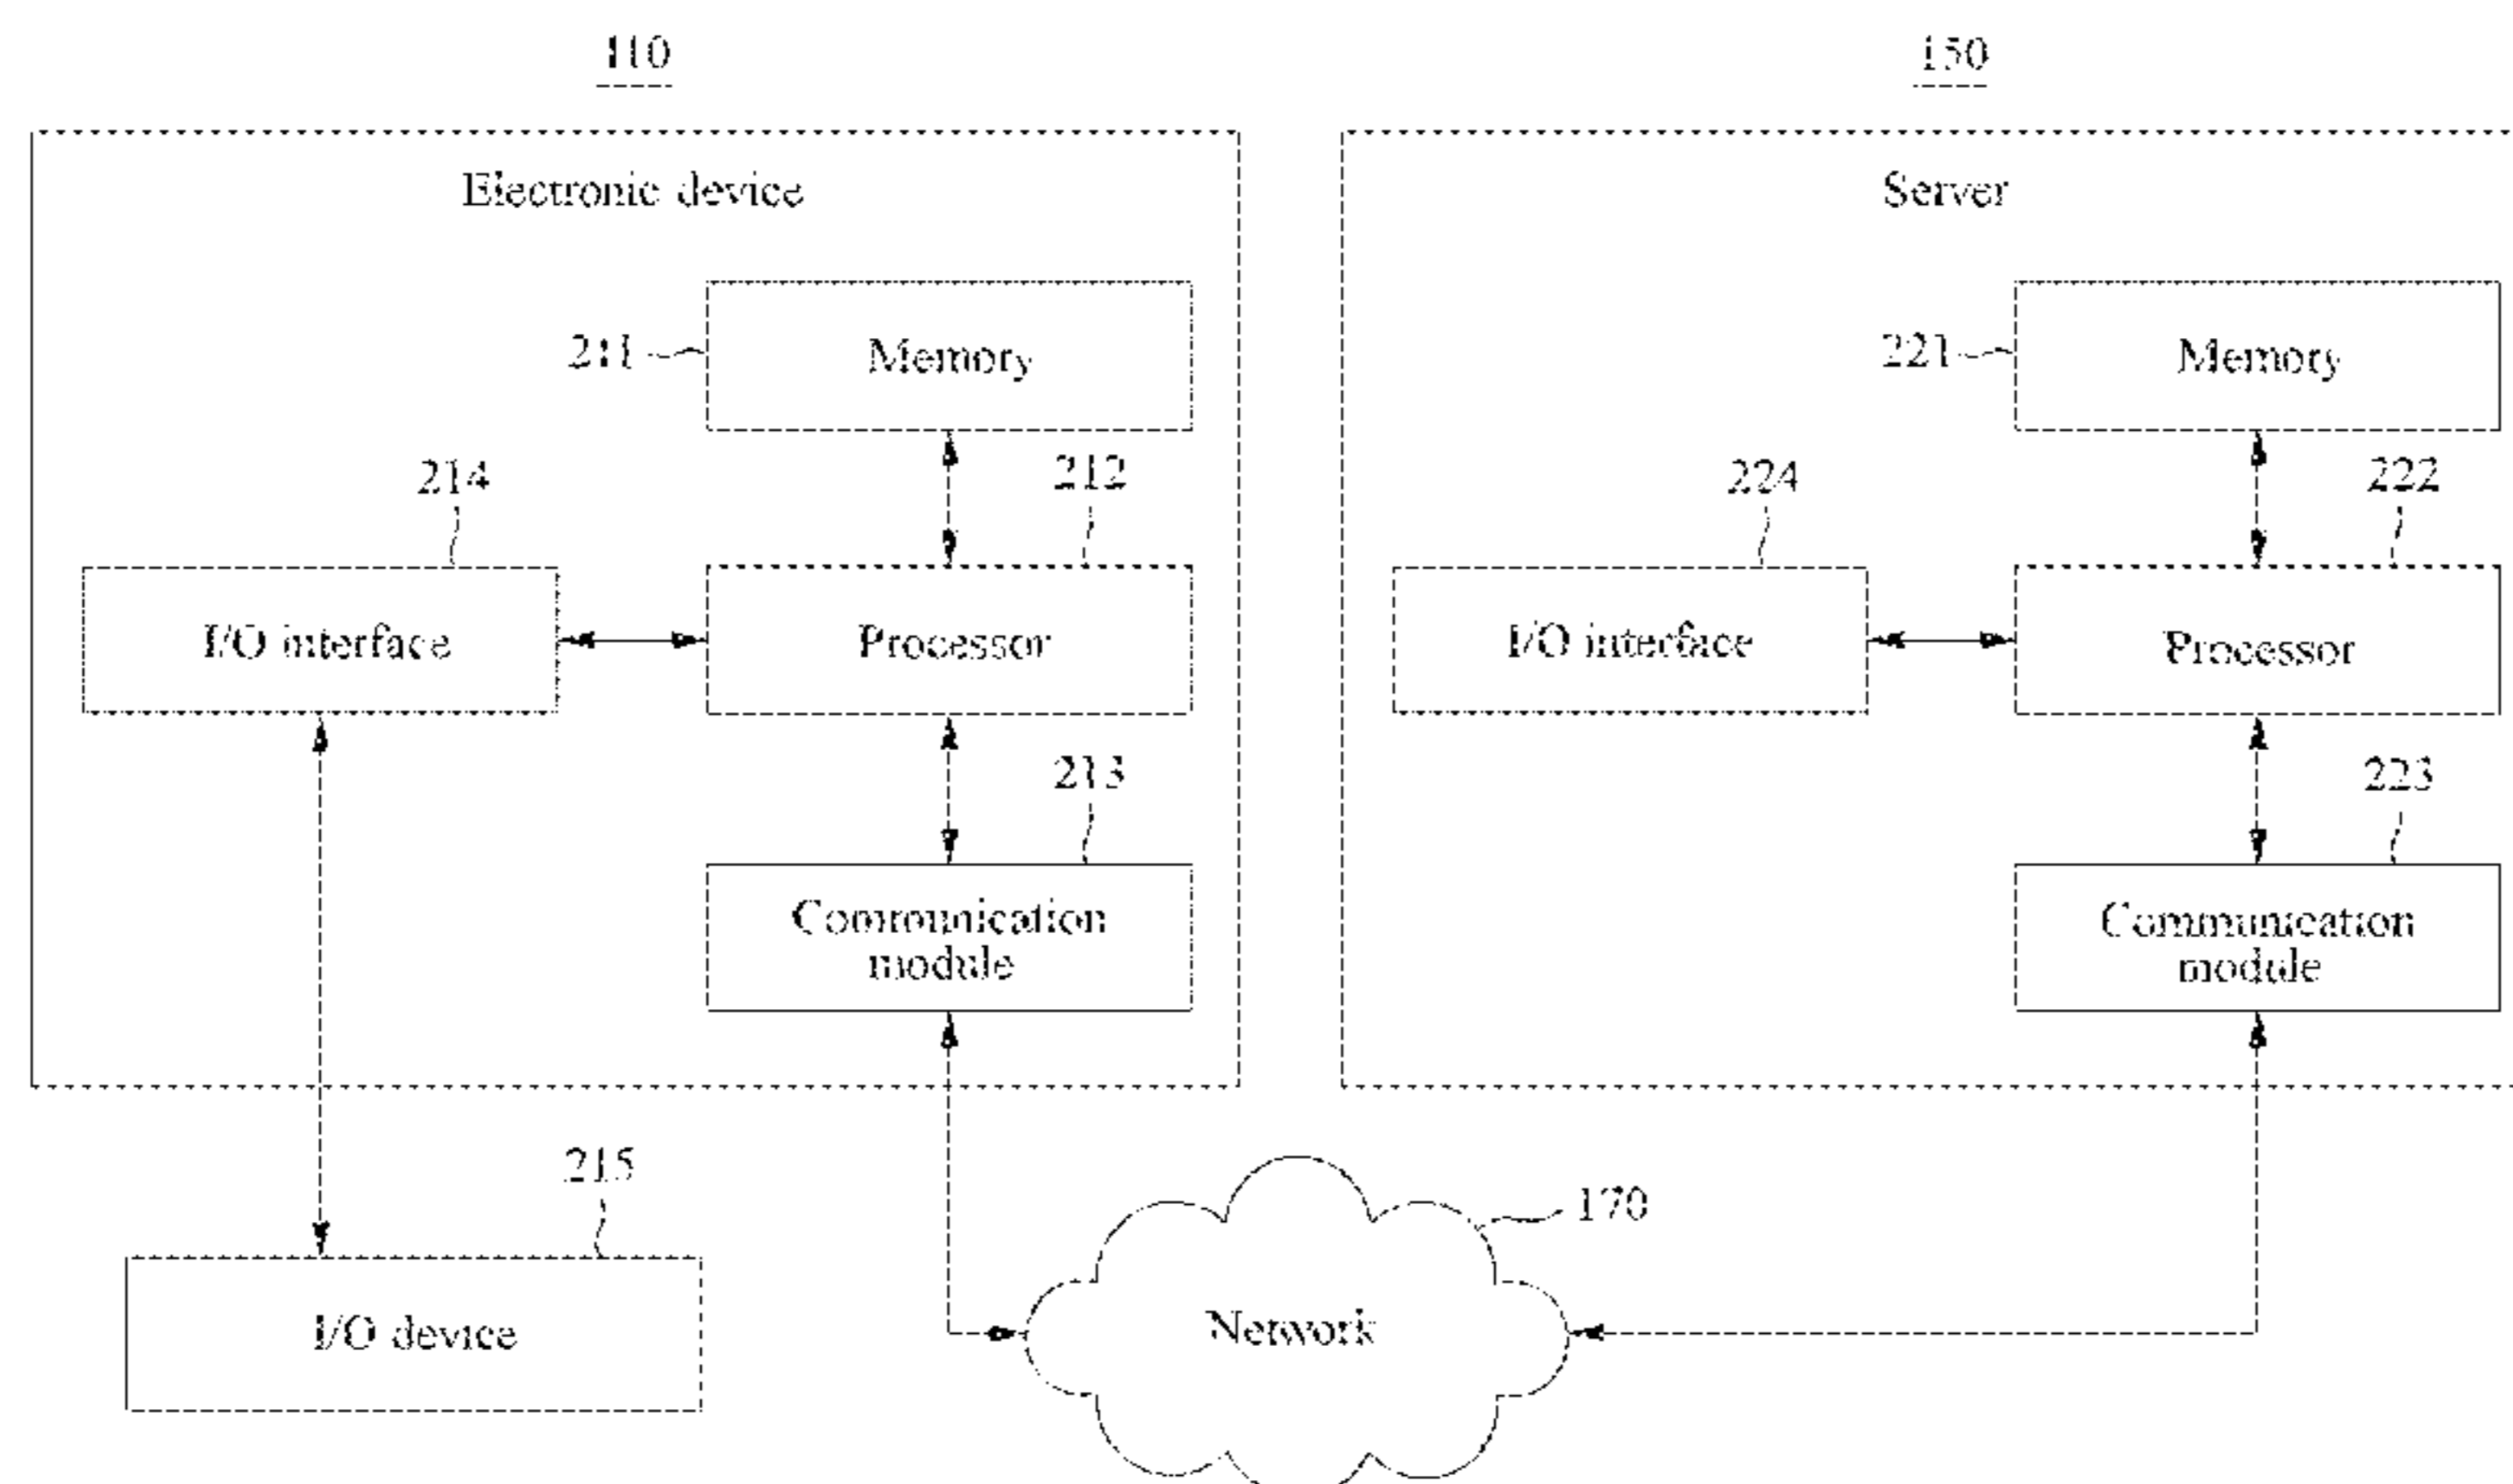 110
150
Electronic device
Server
211
Memory
221
Memory
214
212
224
222
I/O interface
Processor
I/O interface
Processor
213
223
Communication
module
Communication
module
215
170
I/O device
Network